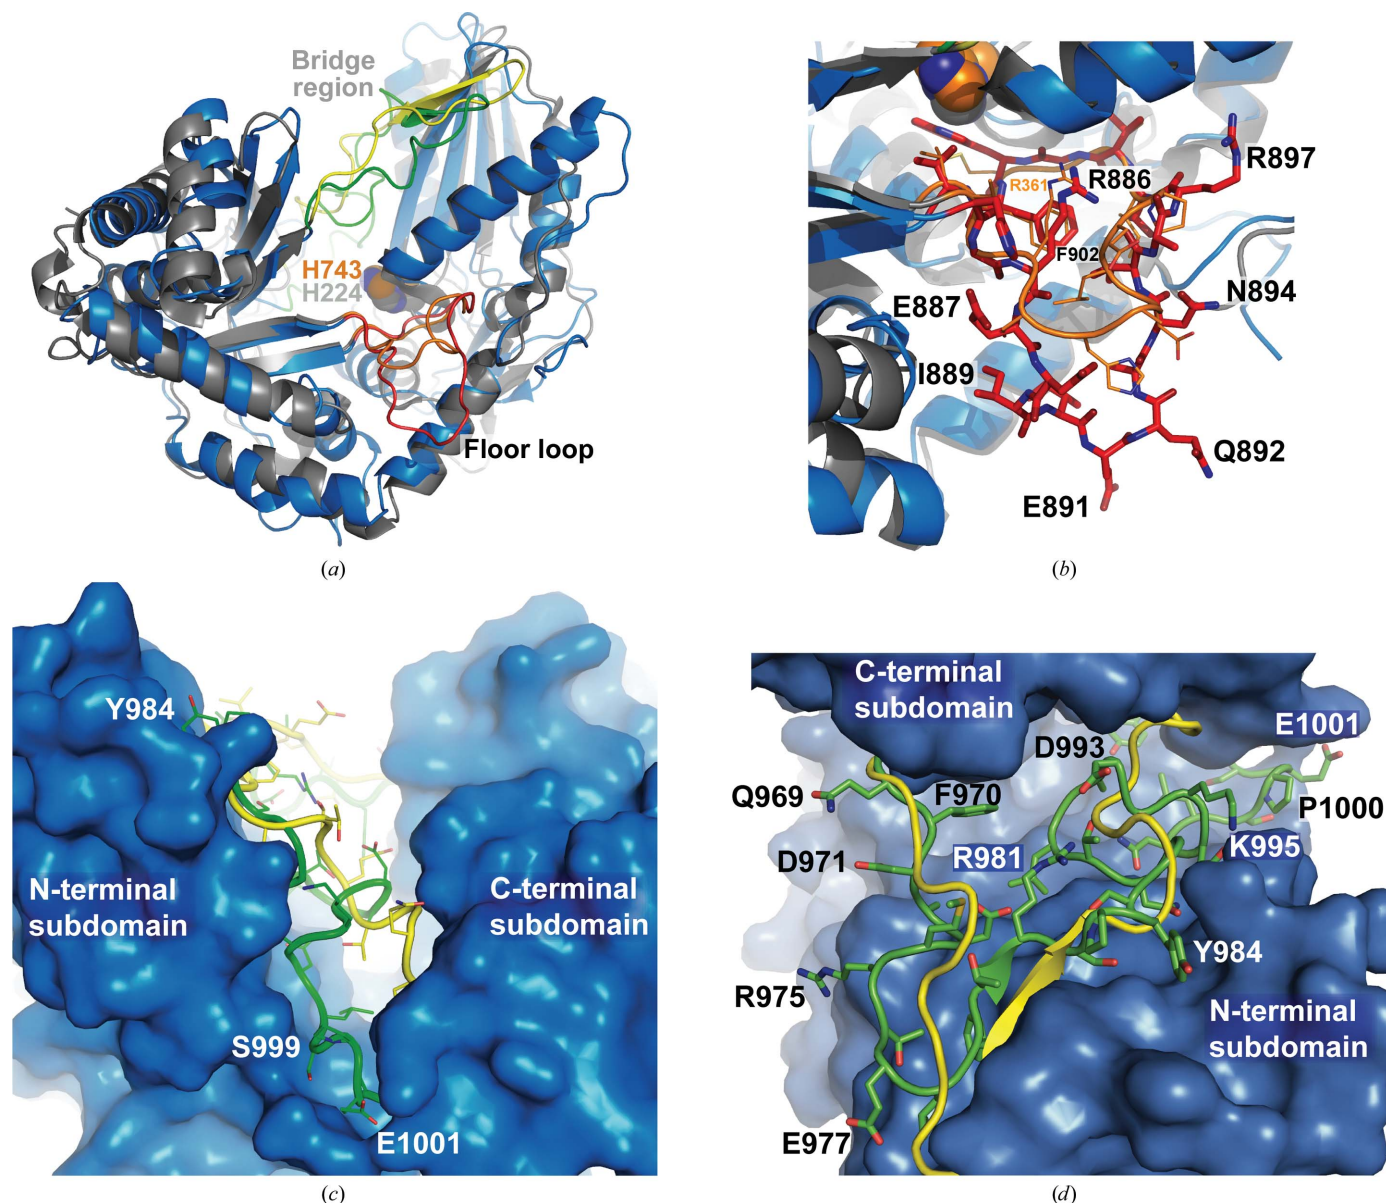 Bridge
region
H743
H224
Floor loop
(a)
R897
R886
R361
F902
E887
N894
I889
Q892
E891
(b)
Y984
N-terminal
subdomain
C-terminal
subdomain
S999
E1001
(c)
C-terminal
subdomain
E1001
D993
Q969
F970
P1000
D971
R981
K995
Y984
R975
N-terminal
subdomain
E977
(d)